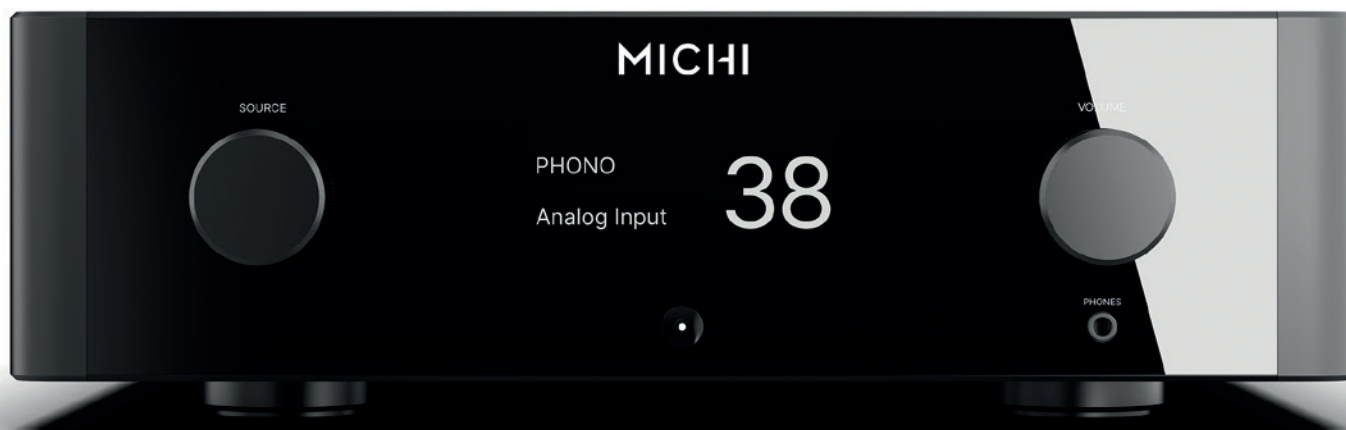 MICHI
SOURCE
VOLUME
PHONO
Analog Input
38
PHONES